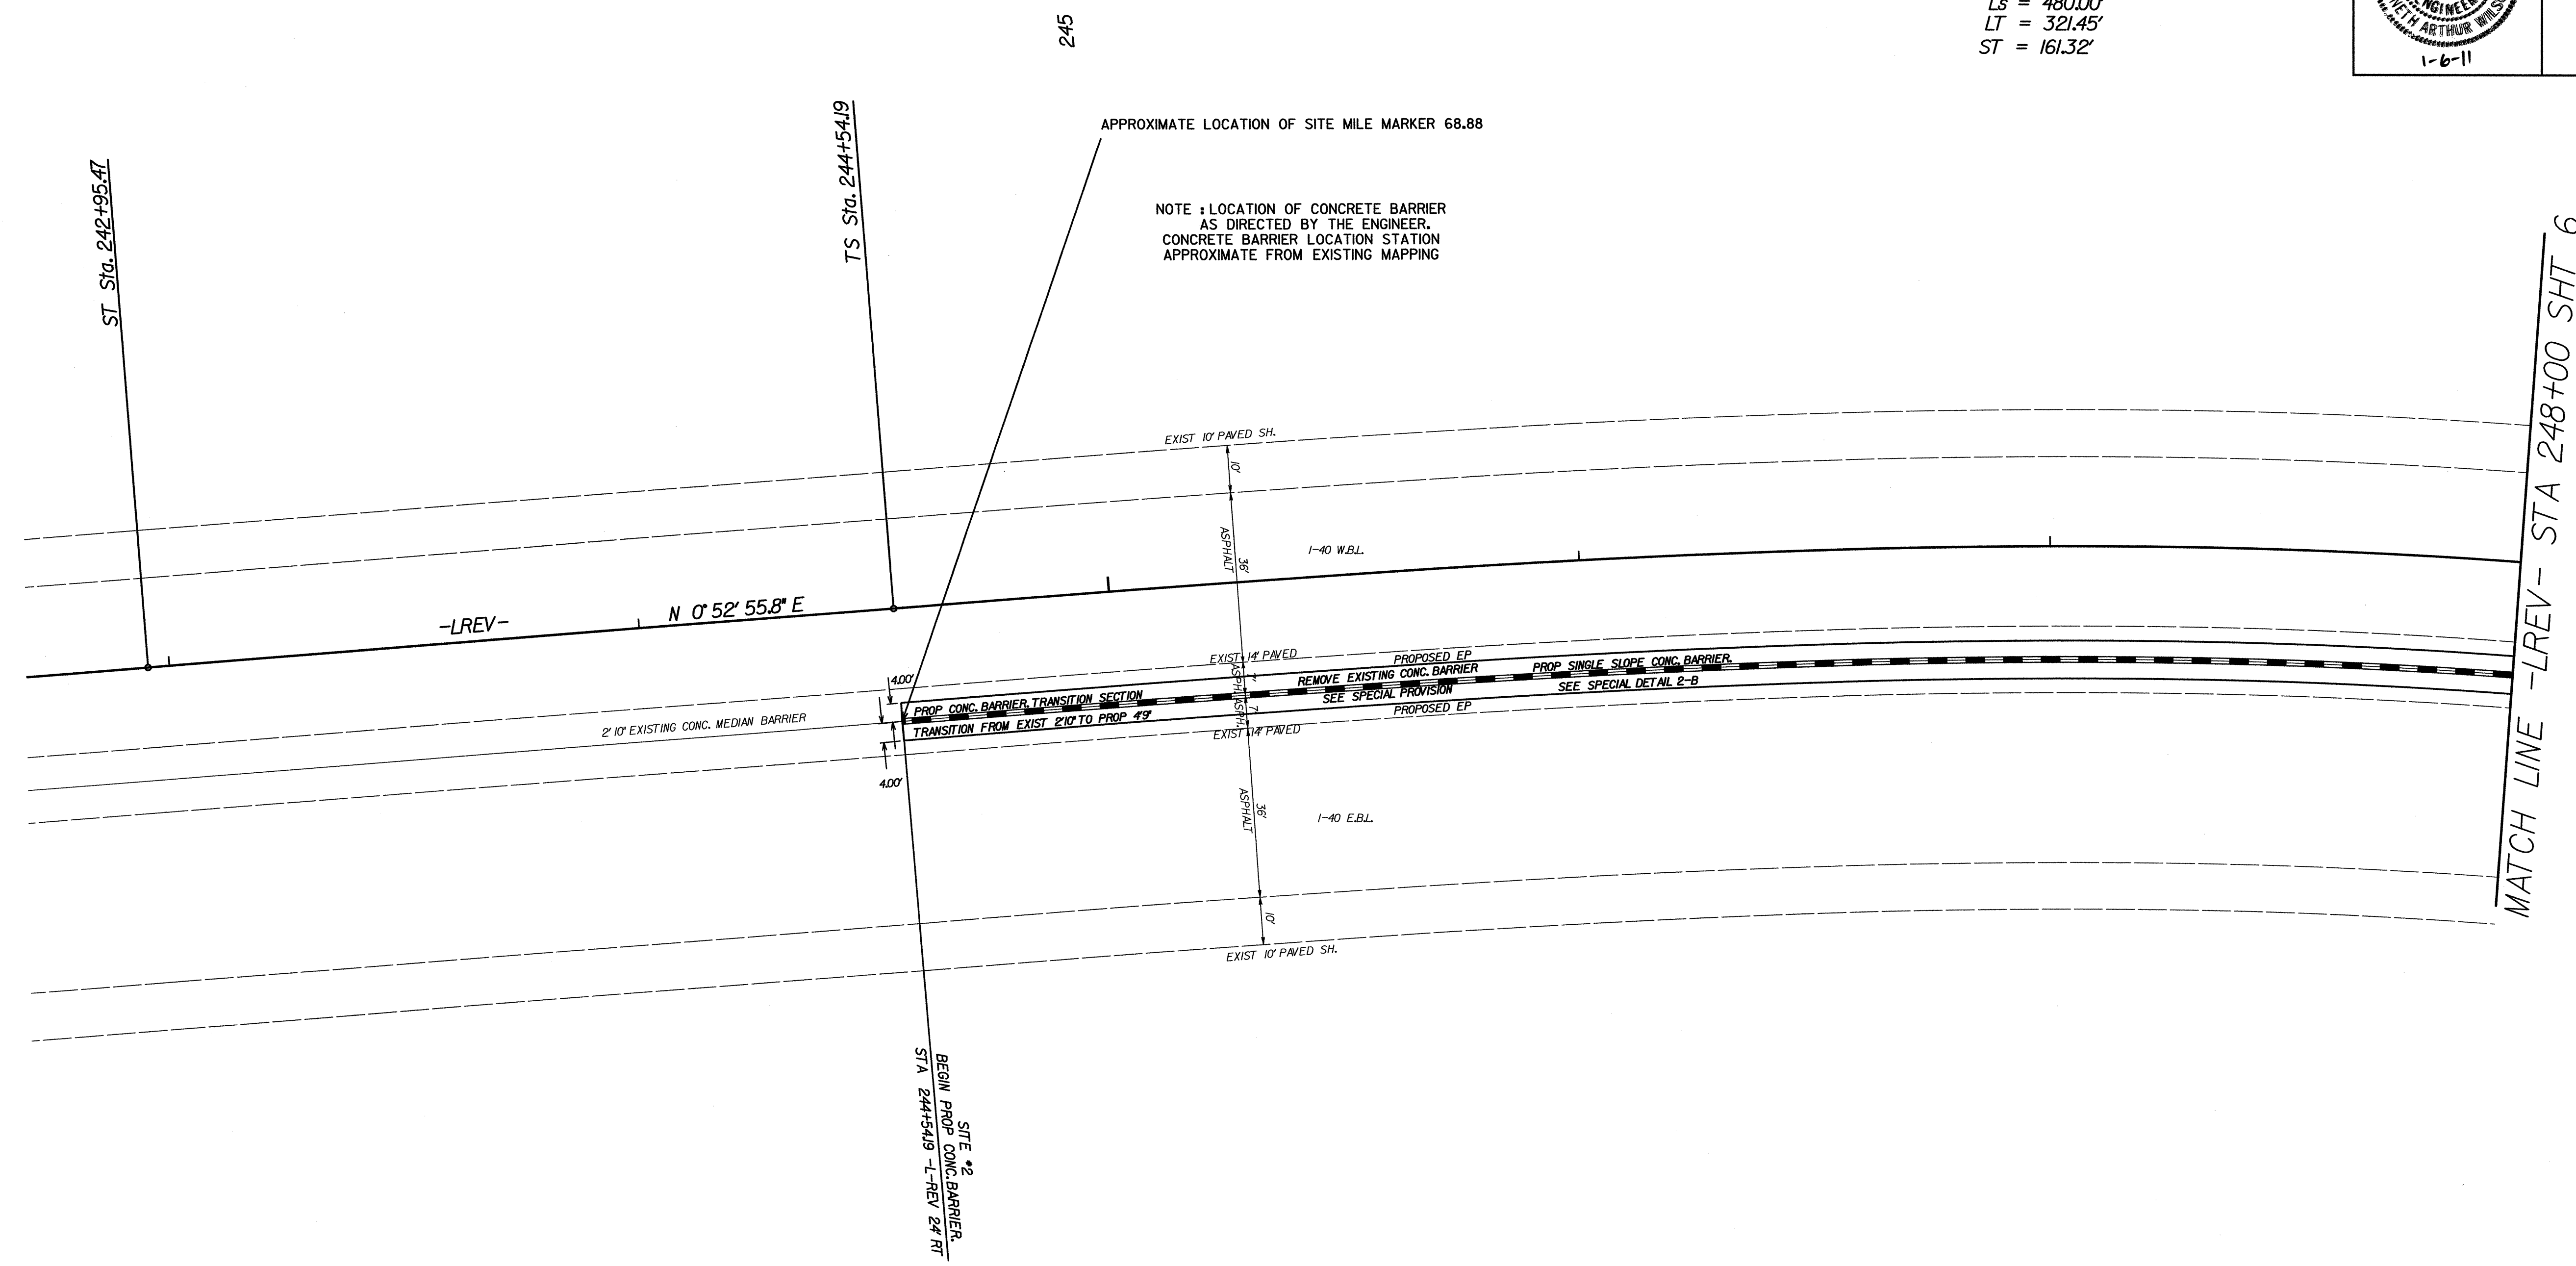 Ls = 480.00'
LT = 321.45'
ST = 161.32'
NETH ARTHUR WILS
1-6-11
245
ST Sta. 242+95.47
TS Sta. 244+54.19
APPROXIMATE LOCATION OF SITE MILE MARKER 68.88
NOTE : LOCATION OF CONCRETE BARRIER
AS DIRECTED BY THE ENGINEER.
CONCRETE BARRIER LOCATION STATION
APPROXIMATE FROM EXISTING MAPPING
MATCH LINE -LREV- STA 248+00 SHT 6
EXIST 10' PAVED SH.
10'
36'
ASPHALT
I-40 W.B.L.
-LREV-
N 0° 52' 55.8" E
EXIST 14' PAVED
PROPOSED EP
4.00'
PROP CONC. BARRIER. TRANSITION SECTION
REMOVE EXISTING CONC. BARRIER
PROP SINGLE SLOPE CONC. BARRIER.
7'
ASPH.
2' 10" EXISTING CONC. MEDIAN BARRIER
TRANSITION FROM EXIST 2'10" TO PROP 4'9"
7'
ASPH.
SEE SPECIAL PROVISION
SEE SPECIAL DETAIL 2-B
PROPOSED EP
EXIST 14' PAVED
4.00'
36'
ASPHALT
I-40 E.B.L.
10'
EXIST 10' PAVED SH.
SITE #2
BEGIN PROP CONC. BARRIER.
STA 244+54.19 -L-REV 24' RT